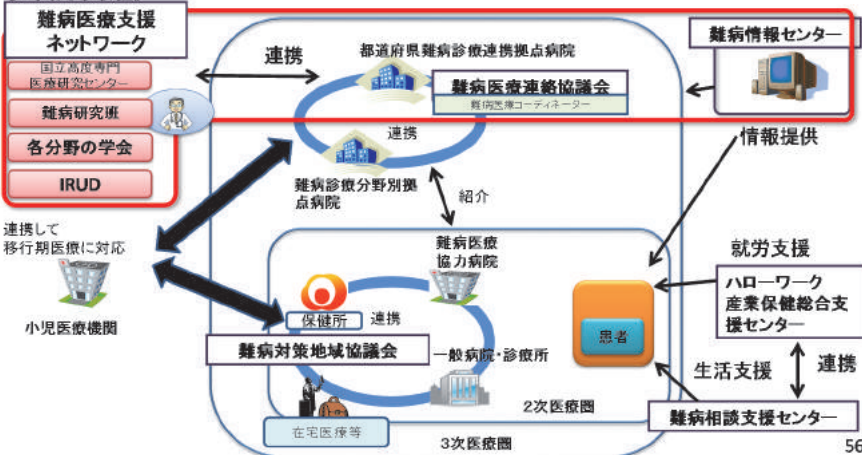 難病医療支援
ネットワーク
国立高度専門
医療研究センター
難病研究班
各分野の学会
IRUD
連携
都道府県難病診療連携拠点病院
難病医療連絡協議会
難病医療コーディネーター
連携
難病診療分野別拠
点病院
難病情報センター
情報提供
紹介
連携して
移行期医療に対応
小児医療機関
難病医療
協力病院
保健所
連携
難病対策地域協議会
一般病院・診療所
在宅医療等
2次医療圏
3次医療圏
患者
就労支援
ハローワーク
産業保健総合支
援センター
生活支援
連携
難病相談支援センター
56